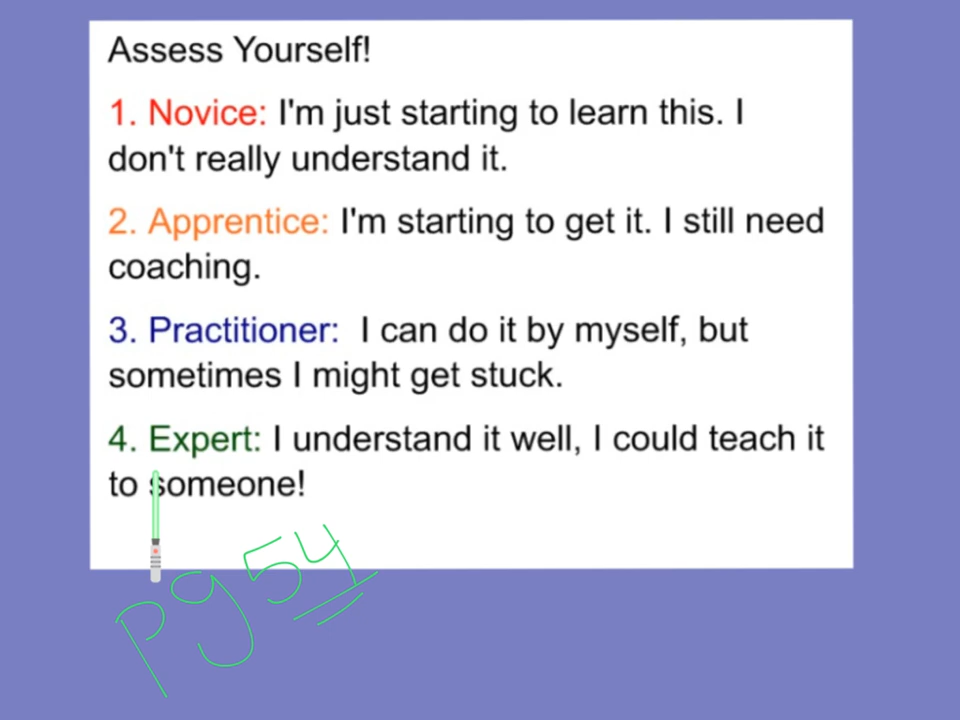 Assess Yourself!
1. Novice: I'm just starting to learn this. I
don't really understand it.
2. Apprentice: I'm starting to get it. I still need
coaching.
3. Practitioner: I can do it by myself, but
sometimes I might get stuck.
4. Expert: I understand it well, I could teach it
to someone!
pg 54